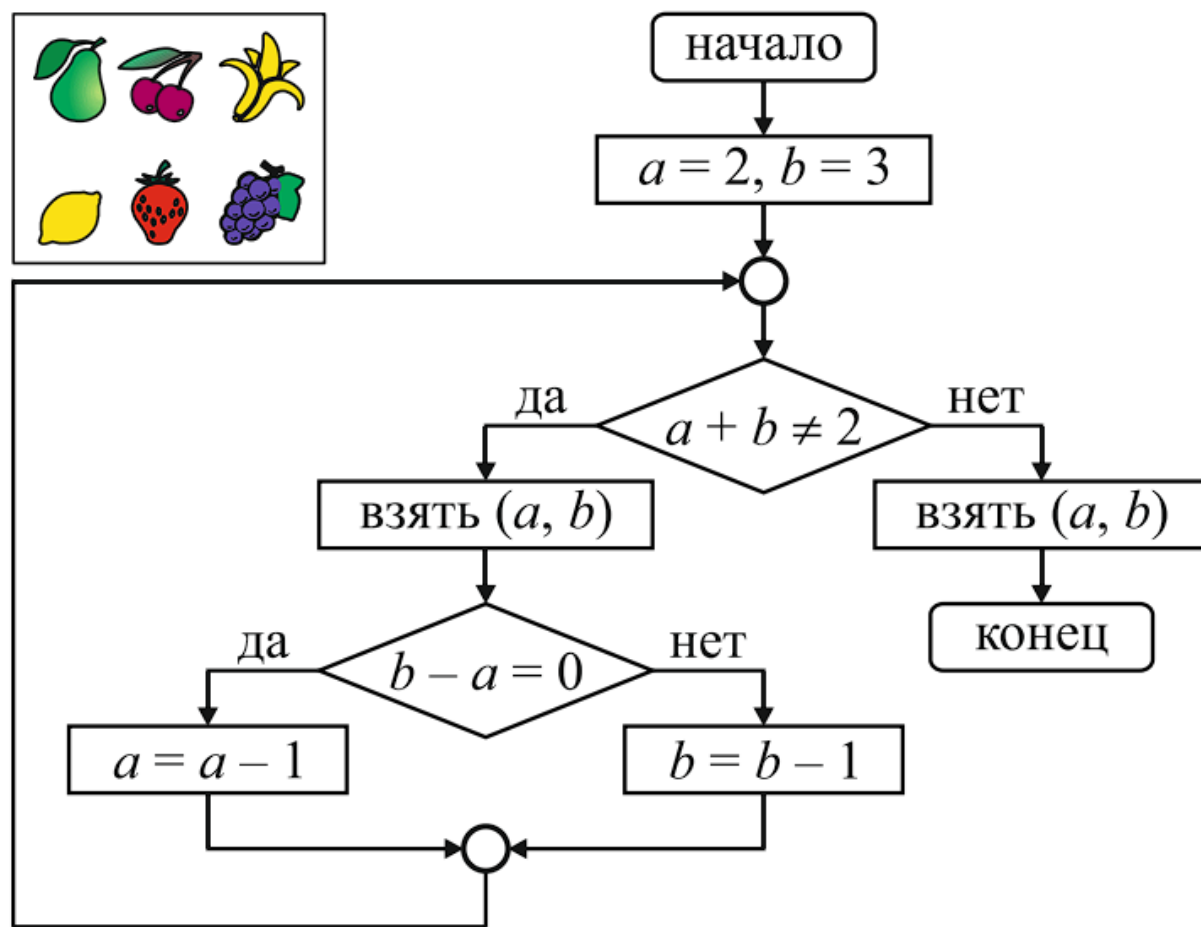 начало
a = 2, b = 3
да
нет
a + b ≠ 2
взять (a, b)
взять (a, b)
да
нет
конец
b – a = 0
a = a – 1
b = b – 1